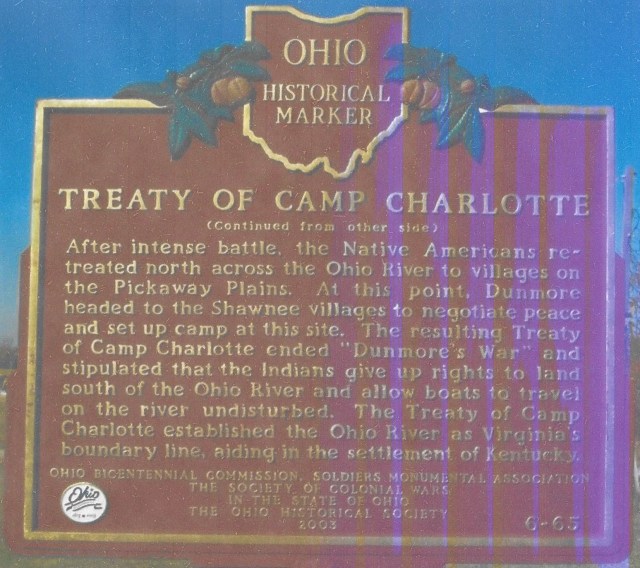 OHIO
HISTORICAL
MARKER
TREATY OF CAMP CHARLOTTE
(Continued from other side)
After intense battle, the Native Americans re-
treated north across the Ohio River to villages on
the Pickaway Plains. At this point, Dunmore
headed to the Shawnee villages to negotiate peace
and set up camp at this site. The resulting Treaty
of Camp Charlotte ended "Dunmore's War" and
stipulated that the Indians give up rights to land
south of the Ohio River and allow boats to travel
on the river undisturbed. The Treaty of Camp
Charlotte established the Ohio River as Virginia's
boundary line, aiding in the settlement of Kentucky.
OHIO BICENTENNIAL COMMISSION, SOLDIERS MONUMENTAL ASSOCIATION
THE SOCIETY OF COLONIAL WARS
IN THE STATE OF OHIO
THE OHIO HISTORICAL SOCIETY
2003
6-65
Ohio